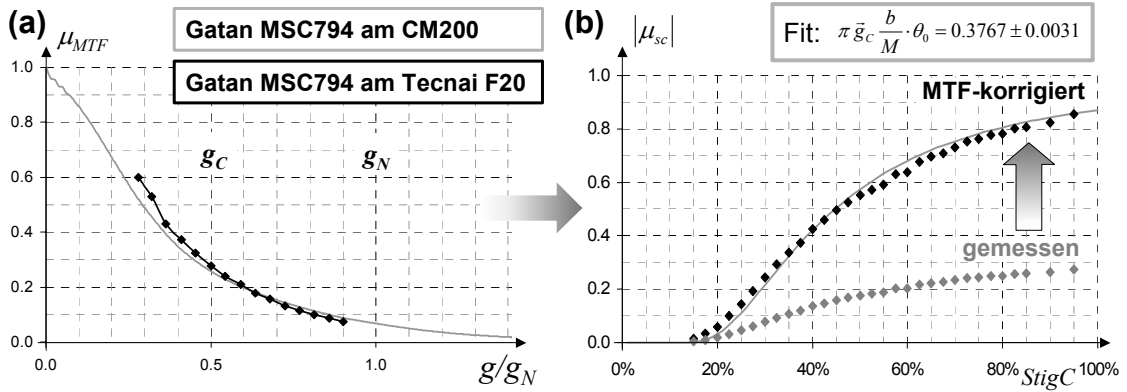 (a)
μMTF
Gatan MSC794 am CM200
Gatan MSC794 am Tecnai F20
1.0
0.8
0.6
0.4
0.2
0.0
gC
gN
0.0
0.5
1.0
g/gN
(b)
|μsc|
Fit: π g⃗C b/M · θ0 = 0.3767 ± 0.0031
MTF-korrigiert
gemessen
1.0
0.8
0.6
0.4
0.2
0.0
0%
20%
40%
60%
80%
100%
StigC